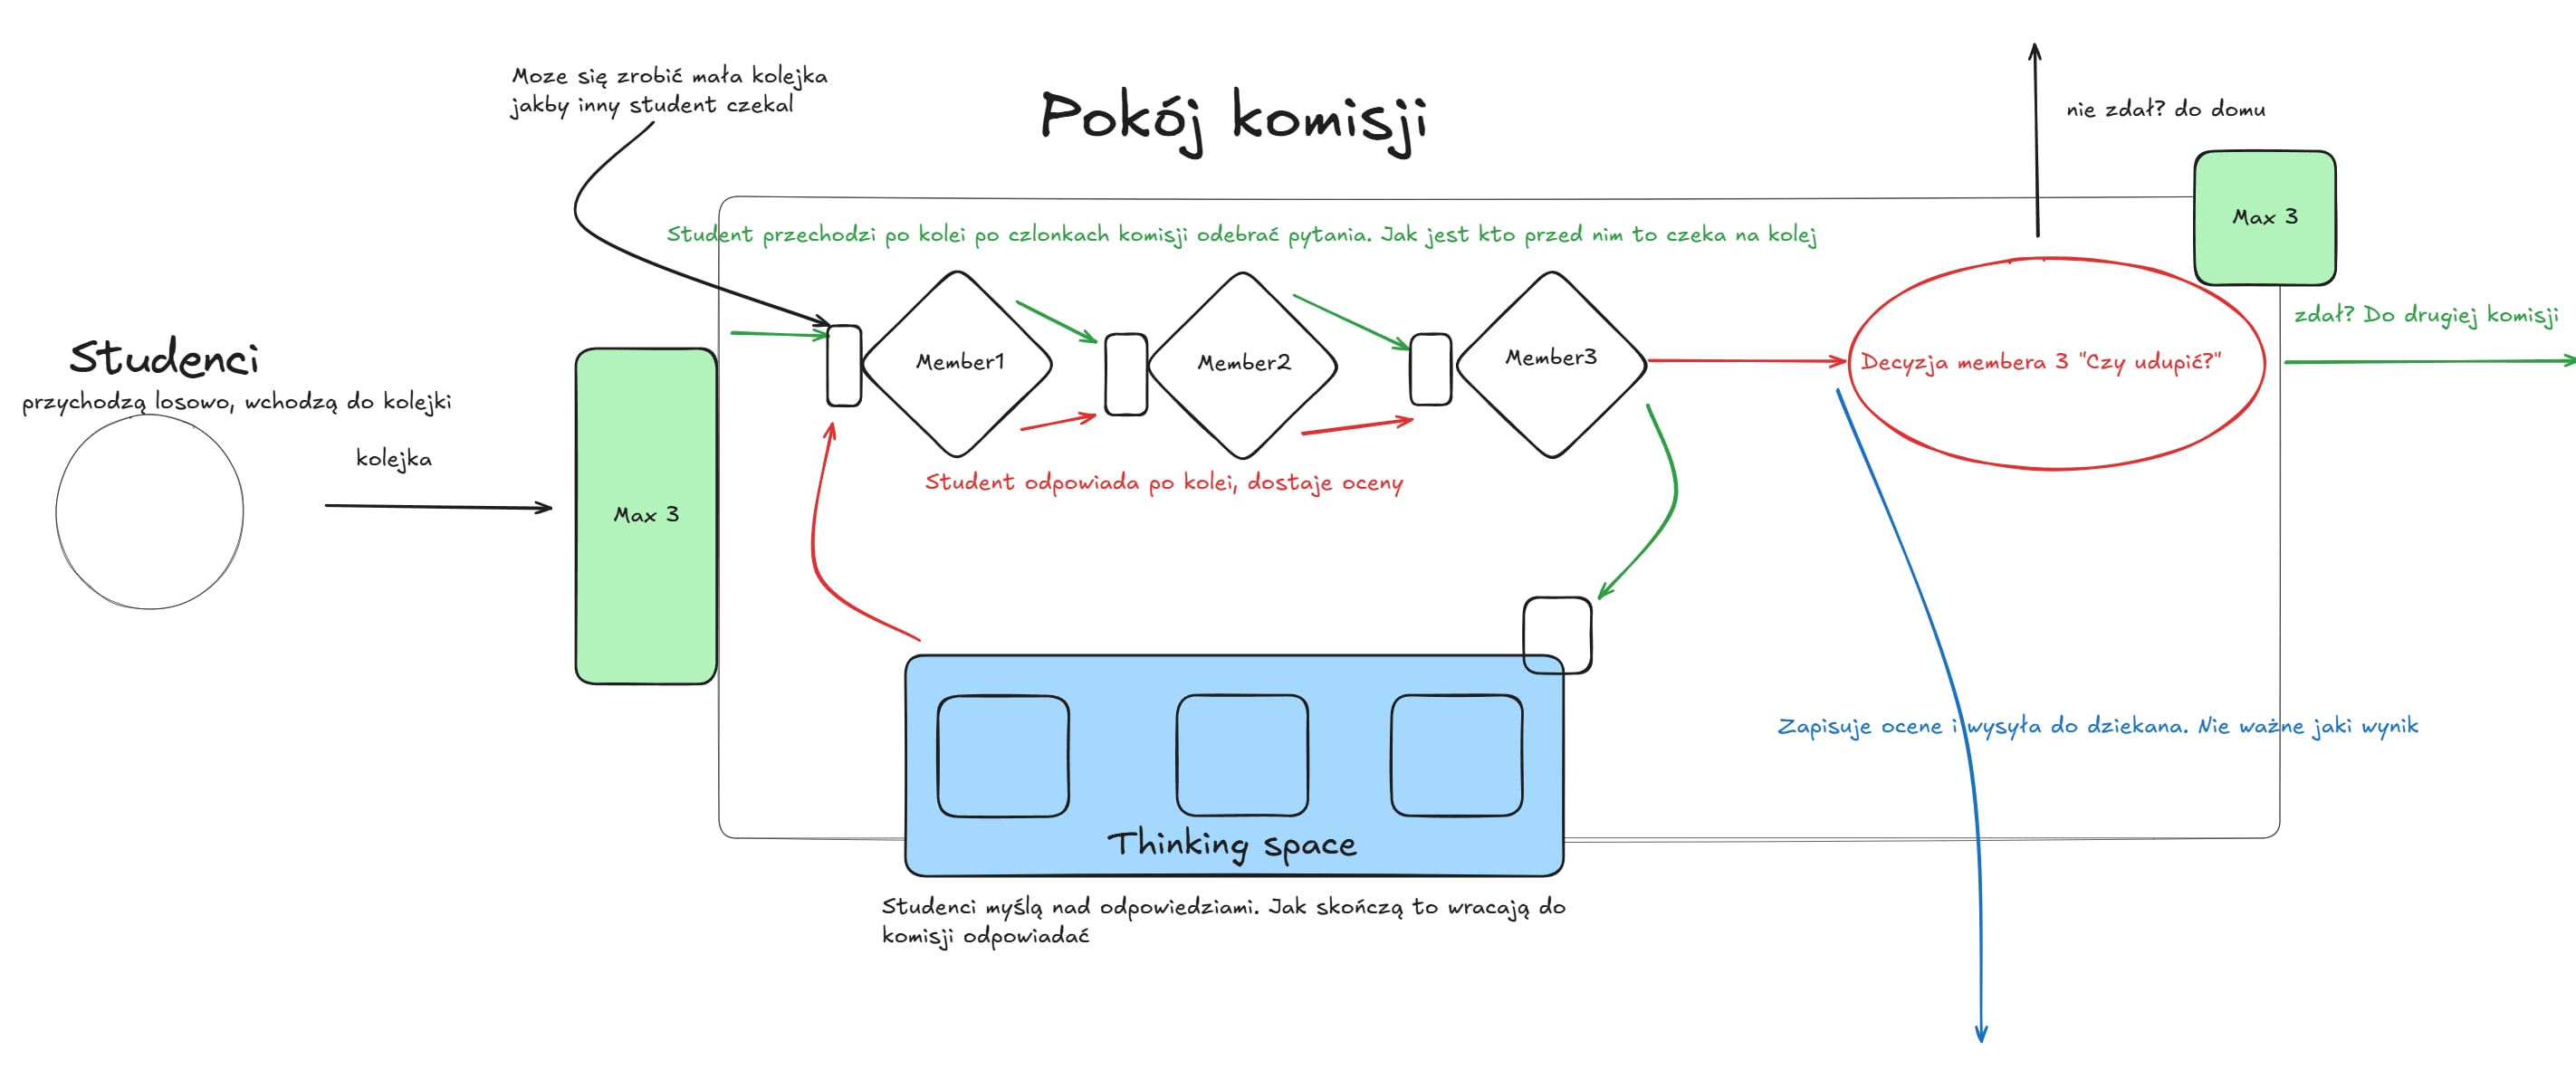 Moze się zrobić mała kolejka
jakby inny student czekal
Pokój komisji
nie zdał? do domu
Max 3
Student przechodzi po kolei po czlonkach komisji odebrać pytania. Jak jest kto przed nim to czeka na kolej
zdał? Do drugiej komisji
Studenci
przychodzą losowo, wchodzą do kolejki
kolejka
Max 3
Member1
Member2
Member3
Decyzja membera 3 "Czy udupić?"
Student odpowiada po kolei, dostaje oceny
Zapisuje ocene i wysyła do dziekana. Nie ważne jaki wynik
Thinking space
Studenci myślą nad odpowiedziami. Jak skończą to wracają do
komisji odpowiadać